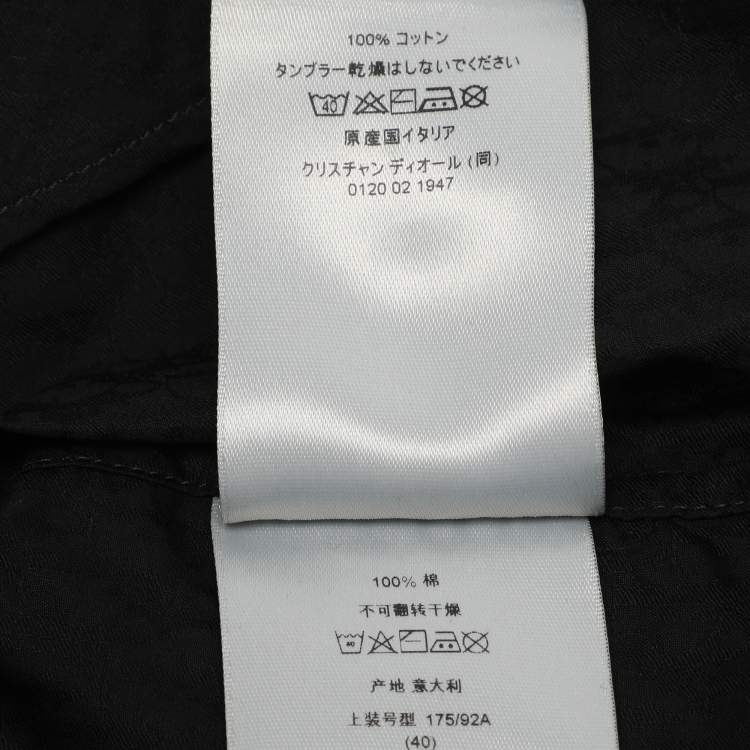 100% コットン
タンブラー乾燥はしないでください
40
原産国イタリア
クリスチャン ディオール (同)
0120 02 1947
100% 棉
不可翻转干燥
40
产地 意大利
上装号型 175/92A
(40)